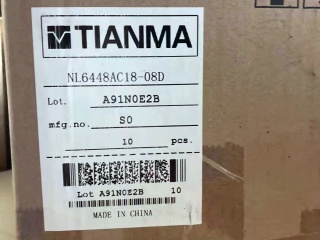 TIANMA
NL6448AC18-08D
Lot. A91N0E2B
mfg.no. S0
10 pcs.
Lot A91N0E2B 10
MADE IN CHINA